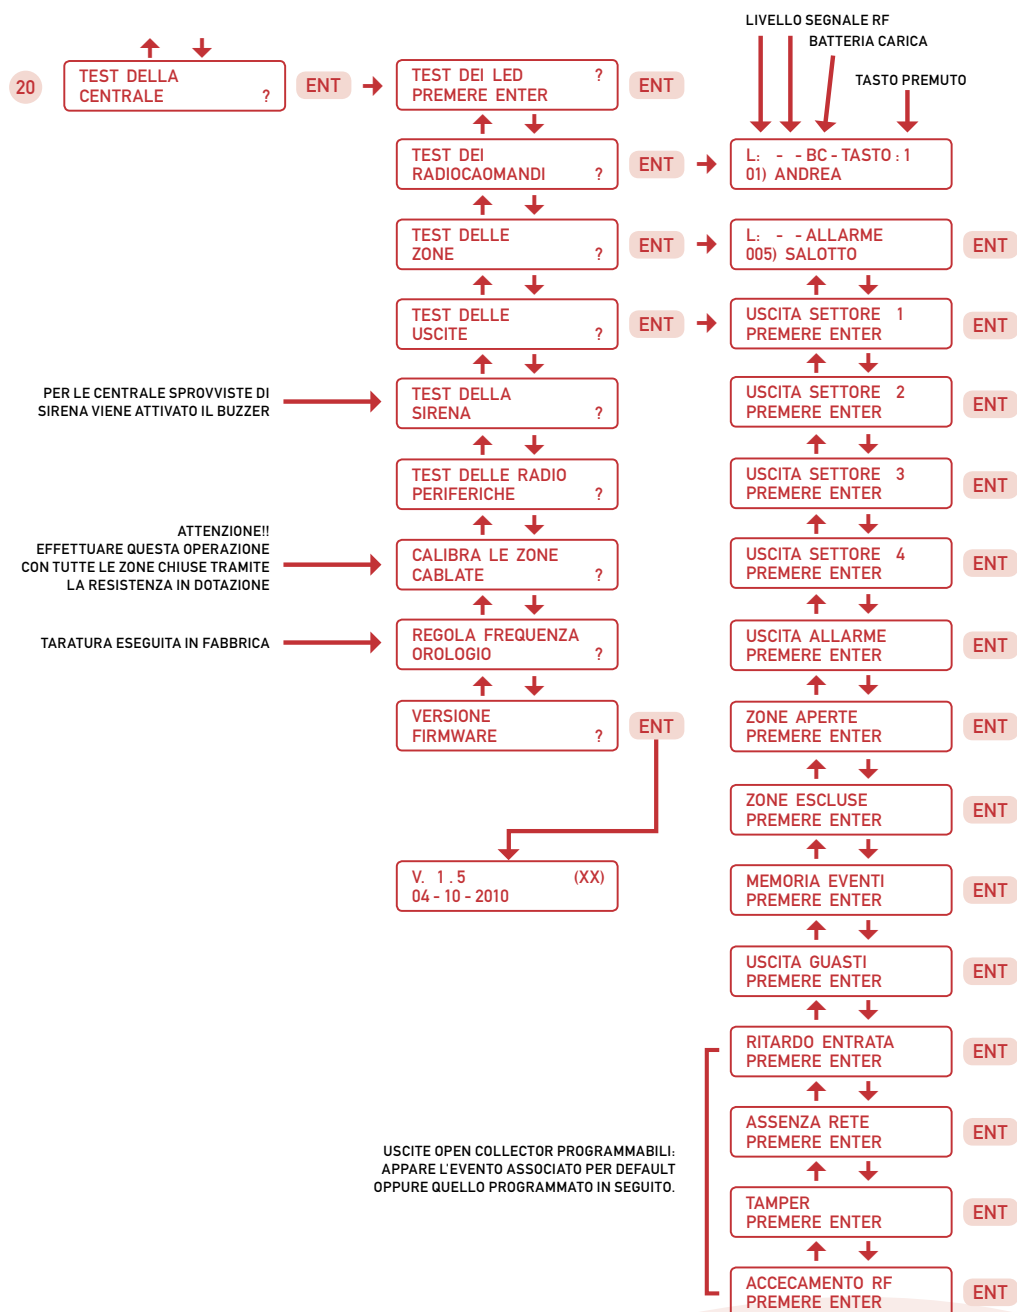 LIVELLO SEGNALE RF
BATTERIA CARICA
TASTO PREMUTO
20
TEST DELLA
CENTRALE ?
ENT
TEST DEI LED ?
PREMERE ENTER
ENT
TEST DEI
RADIOCAOMANDI ?
ENT
L: - - BC - TASTO : 1
01) ANDREA
TEST DELLE
ZONE ?
ENT
L: - - ALLARME
005) SALOTTO
ENT
TEST DELLE
USCITE ?
ENT
USCITA SETTORE 1
PREMERE ENTER
ENT
PER LE CENTRALE SPROVVISTE DI
SIRENA VIENE ATTIVATO IL BUZZER
TEST DELLA
SIRENA ?
USCITA SETTORE 2
PREMERE ENTER
ENT
TEST DELLE RADIO
PERIFERICHE ?
USCITA SETTORE 3
PREMERE ENTER
ENT
ATTENZIONE!!
EFFETTUARE QUESTA OPERAZIONE
CON TUTTE LE ZONE CHIUSE TRAMITE
LA RESISTENZA IN DOTAZIONE
CALIBRA LE ZONE
CABLATE ?
USCITA SETTORE 4
PREMERE ENTER
ENT
TARATURA ESEGUITA IN FABBRICA
REGOLA FREQUENZA
OROLOGIO ?
USCITA ALLARME
PREMERE ENTER
ENT
VERSIONE
FIRMWARE ?
ENT
ZONE APERTE
PREMERE ENTER
ENT
ZONE ESCLUSE
PREMERE ENTER
ENT
V. 1 . 5 (XX)
04 - 10 - 2010
MEMORIA EVENTI
PREMERE ENTER
ENT
USCITA GUASTI
PREMERE ENTER
ENT
RITARDO ENTRATA
PREMERE ENTER
ENT
ASSENZA RETE
PREMERE ENTER
ENT
USCITE OPEN COLLECTOR PROGRAMMABILI:
APPARE L'EVENTO ASSOCIATO PER DEFAULT
OPPURE QUELLO PROGRAMMATO IN SEGUITO.
TAMPER
PREMERE ENTER
ENT
ACCECAMENTO RF
PREMERE ENTER
ENT